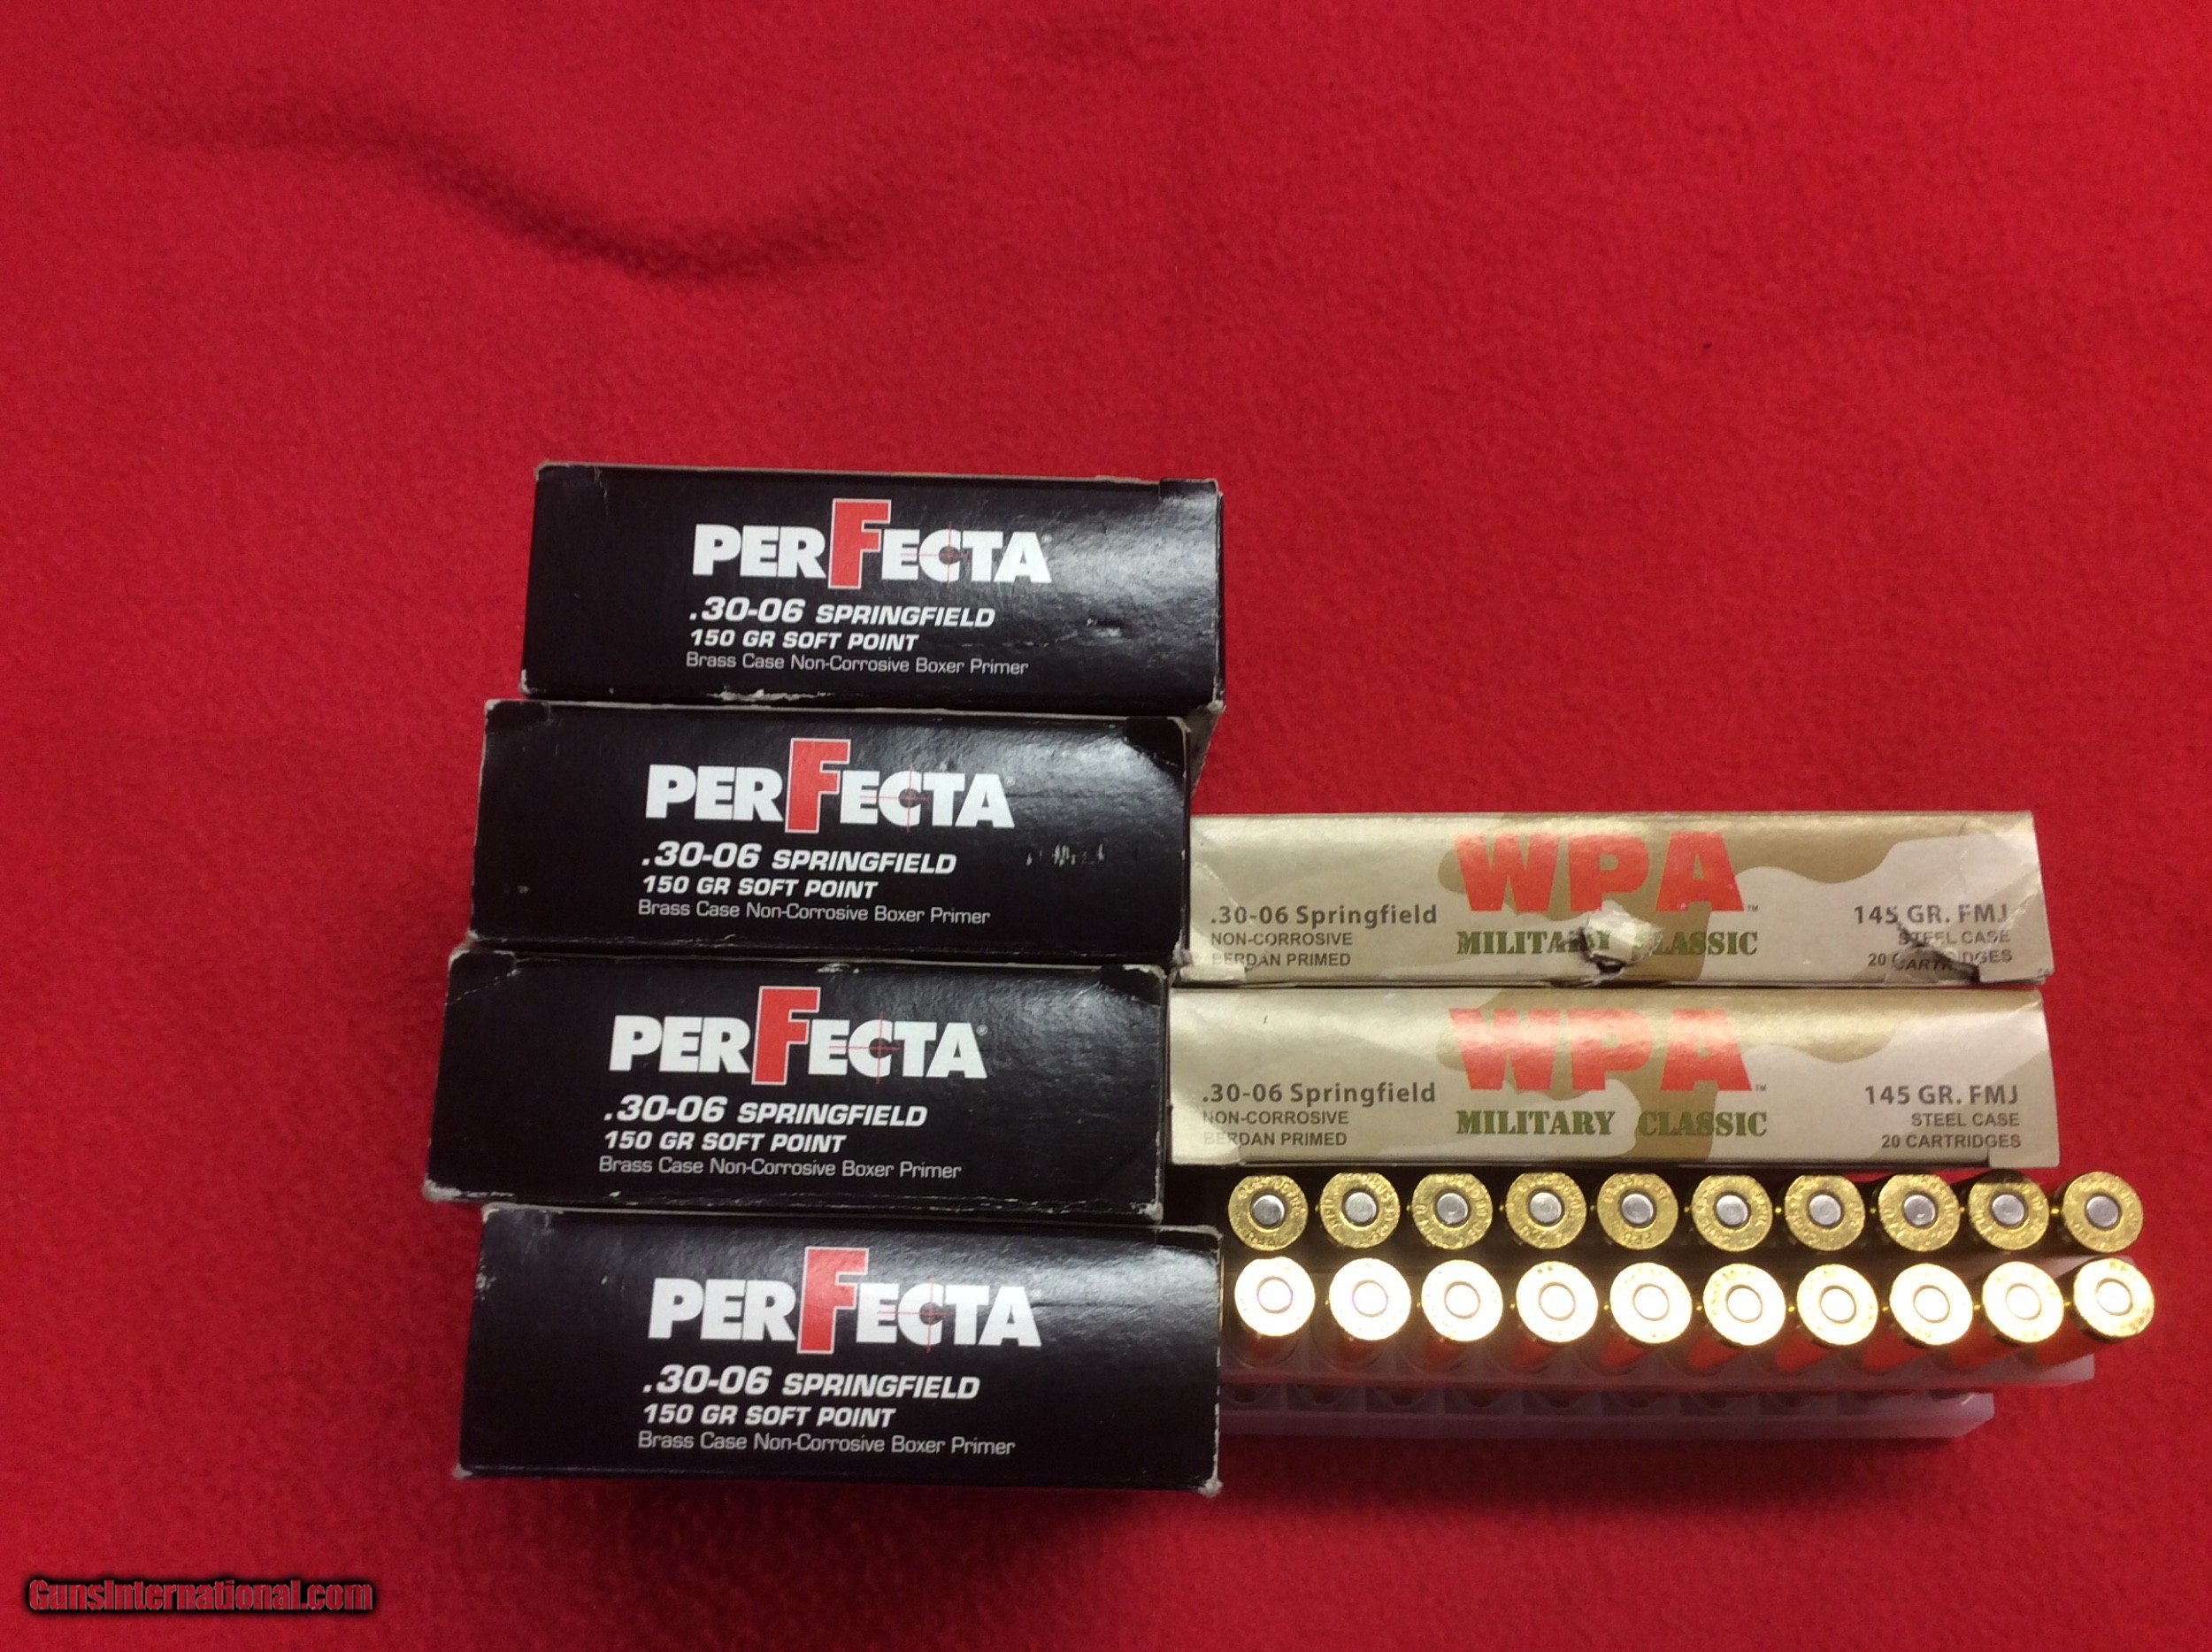 PERFECTA
.30-06 SPRINGFIELD
150 GR SOFT POINT
Brass Case Non-Corrosive Boxer Primer
PERFECTA
.30-06 SPRINGFIELD
150 GR SOFT POINT
Brass Case Non-Corrosive Boxer Primer
PERFECTA®
.30-06 SPRINGFIELD
150 GR SOFT POINT
Brass Case Non-Corrosive Boxer Primer
PERFECTA
.30-06 SPRINGFIELD
150 GR SOFT POINT
Brass Case Non-Corrosive Boxer Primer
WPA™
.30-06 Springfield
NON-CORROSIVE
BERDAN PRIMED
MILITARY CLASSIC
145 GR. FMJ
STEEL CASE
20 CARTRIDGES
WPA™
.30-06 Springfield
NON-CORROSIVE
BERDAN PRIMED
MILITARY CLASSIC
145 GR. FMJ
STEEL CASE
20 CARTRIDGES
GunsInternational.com